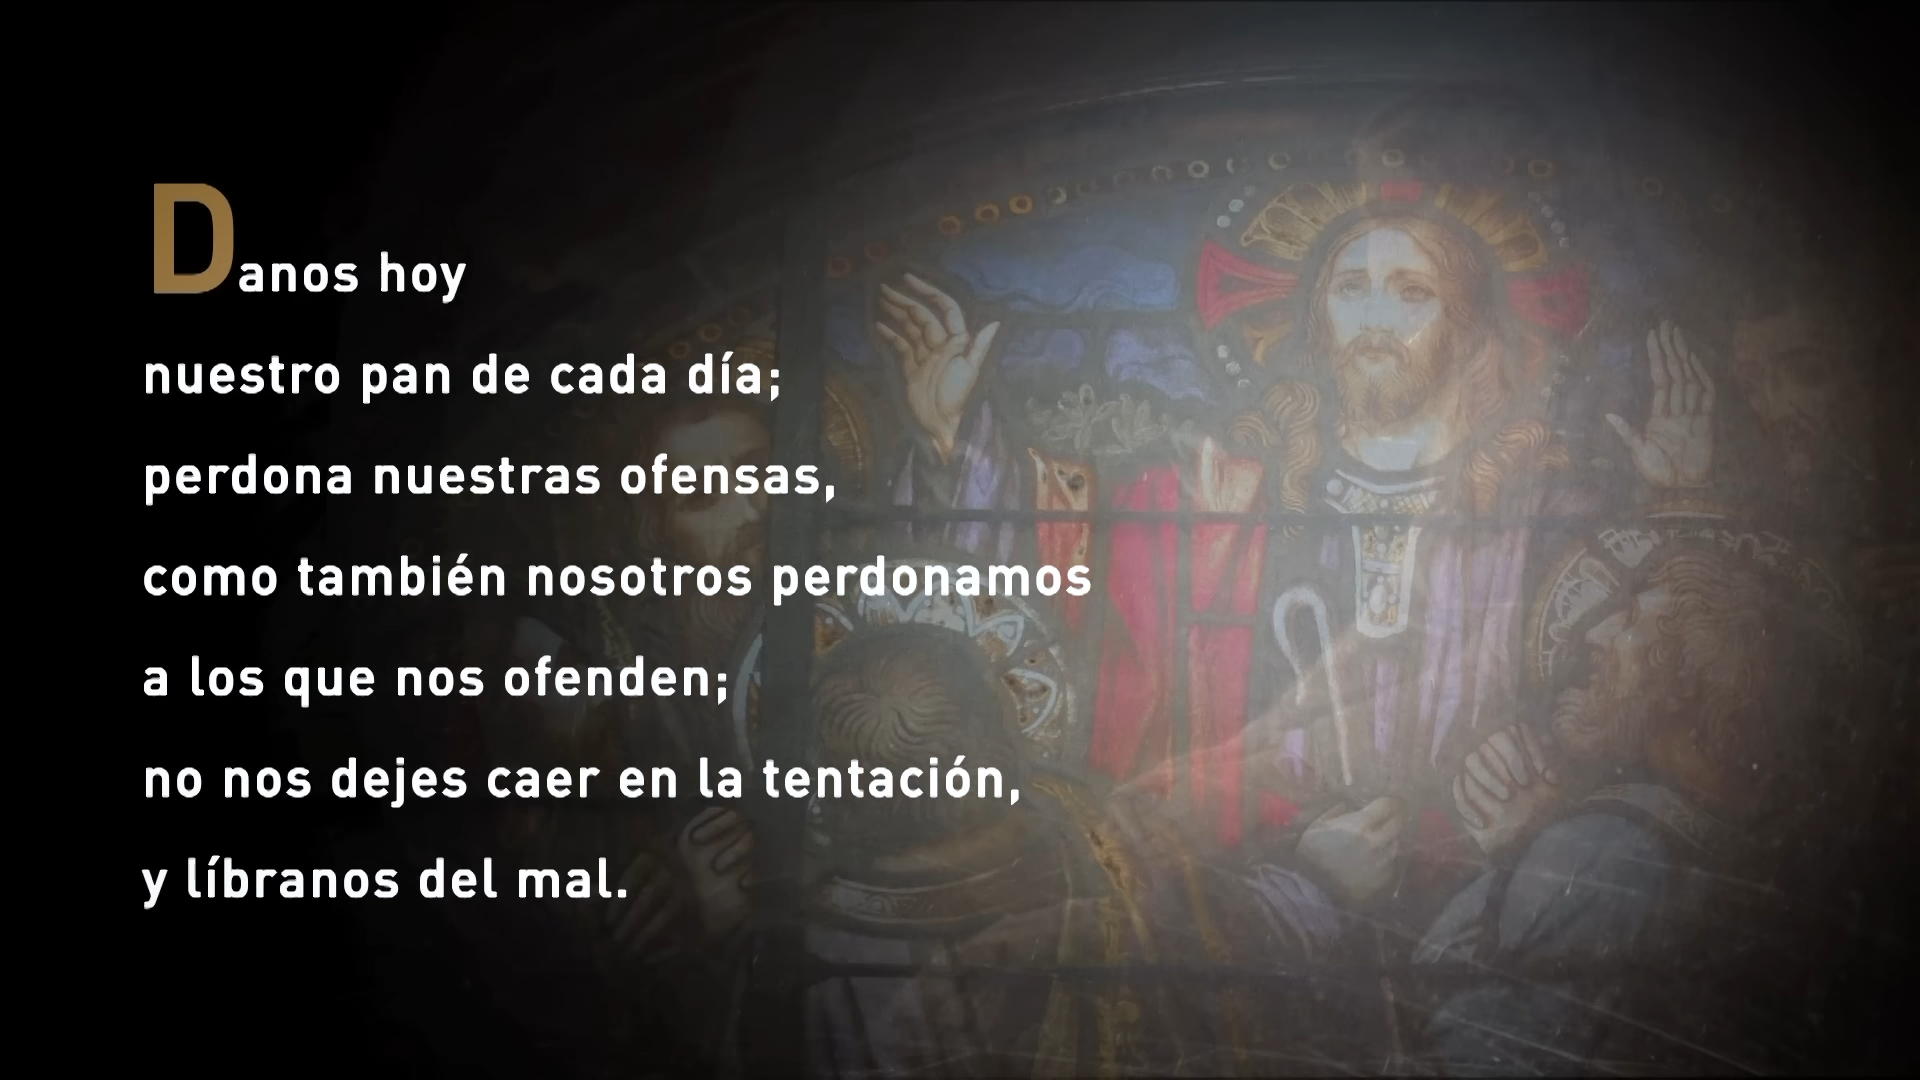 Danos hoy
nuestro pan de cada día;
perdona nuestras ofensas,
como también nosotros perdonamos
a los que nos ofenden;
no nos dejes caer en la tentación,
y líbranos del mal.